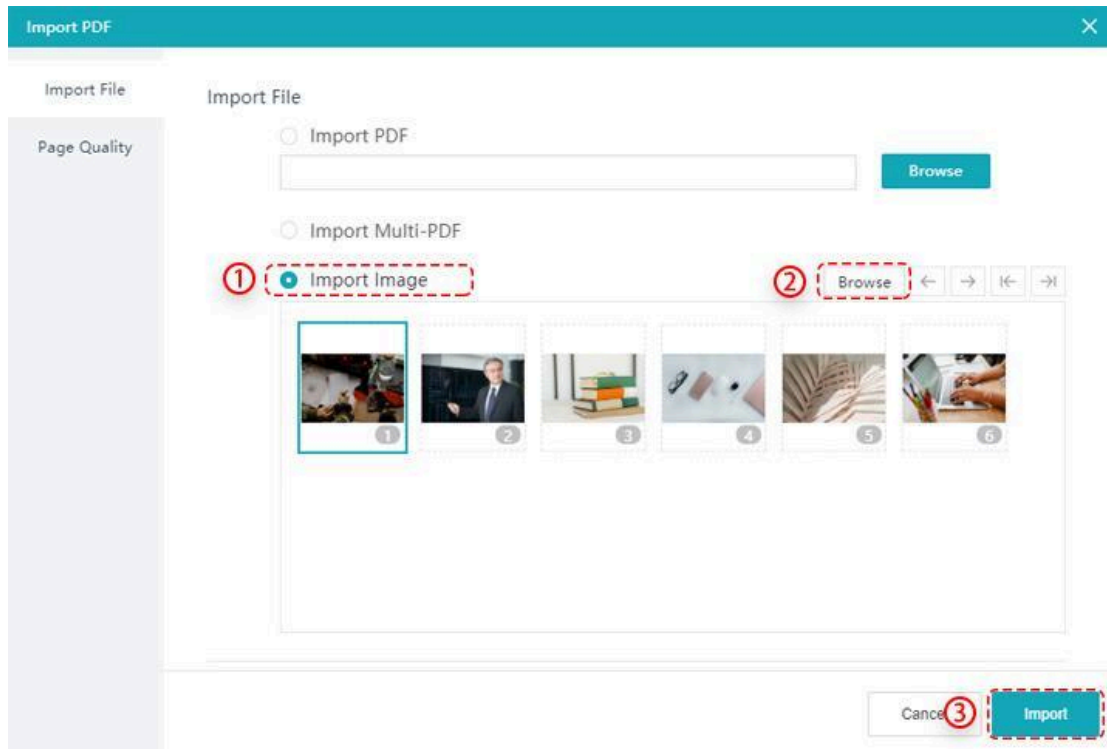 Import PDF
Import File
Page Quality
Import File
Import PDF
Browse
Import Multi-PDF
① Import Image
② Browse
1 2 3 4 5 6
Cance ③ Import